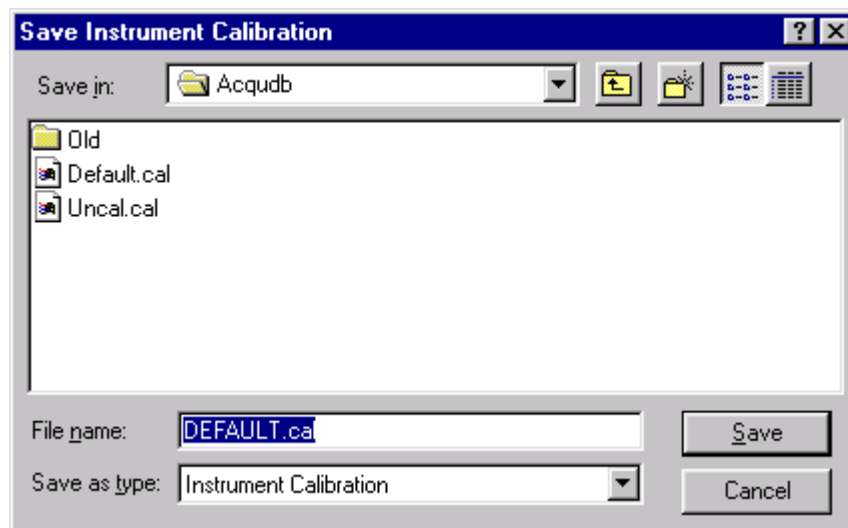 Save Instrument Calibration
Save in: Acqudb
Old
Default.cal
Uncal.cal
File name: DEFAULT.cal Save
Save as type: Instrument Calibration Cancel